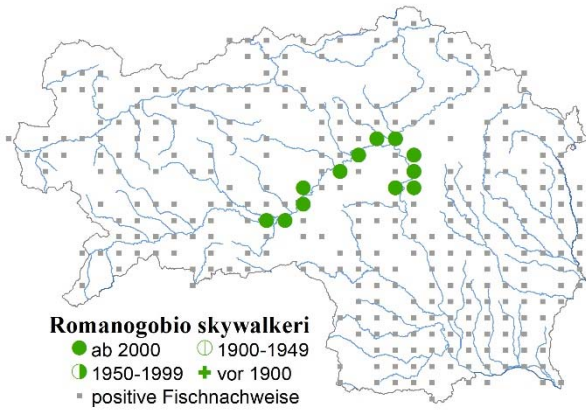 Romanogobio skywalkeri
ab 2000 1900-1949
1950-1999 vor 1900
positive Fischnachweise